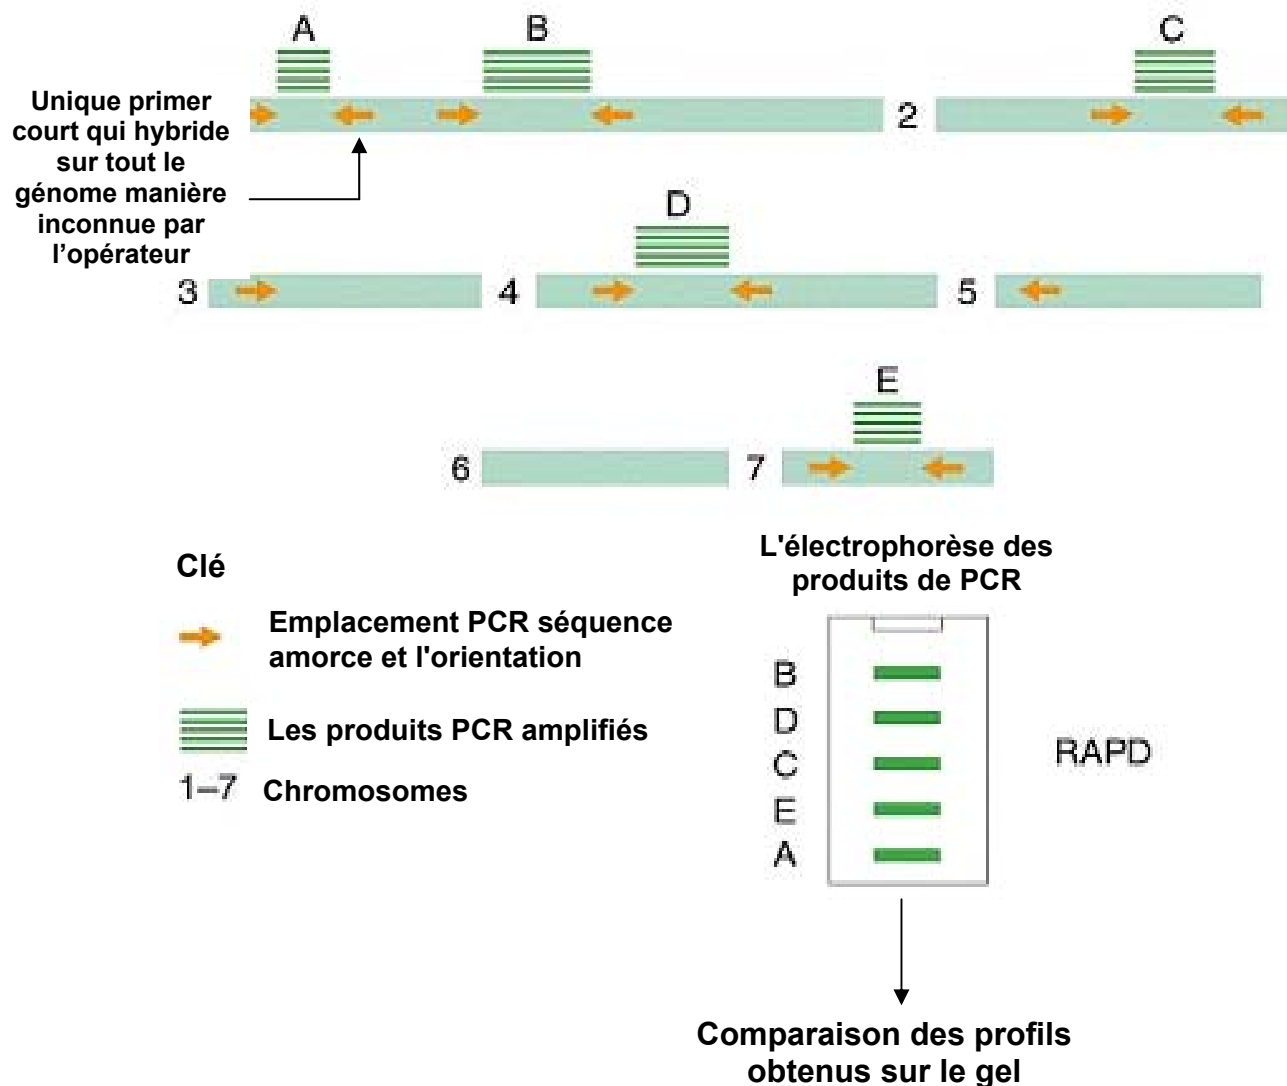 A B C
Unique primer
court qui hybride
sur tout le
génome manière
inconnue par
l’opérateur
2
D
3 4 5
E
6 7
Clé
Emplacement PCR séquence
amorce et l'orientation
Les produits PCR amplifiés
1–7 Chromosomes
L'électrophorèse des
produits de PCR
B
D
C
E
A
RAPD
Comparaison des profils
obtenus sur le gel